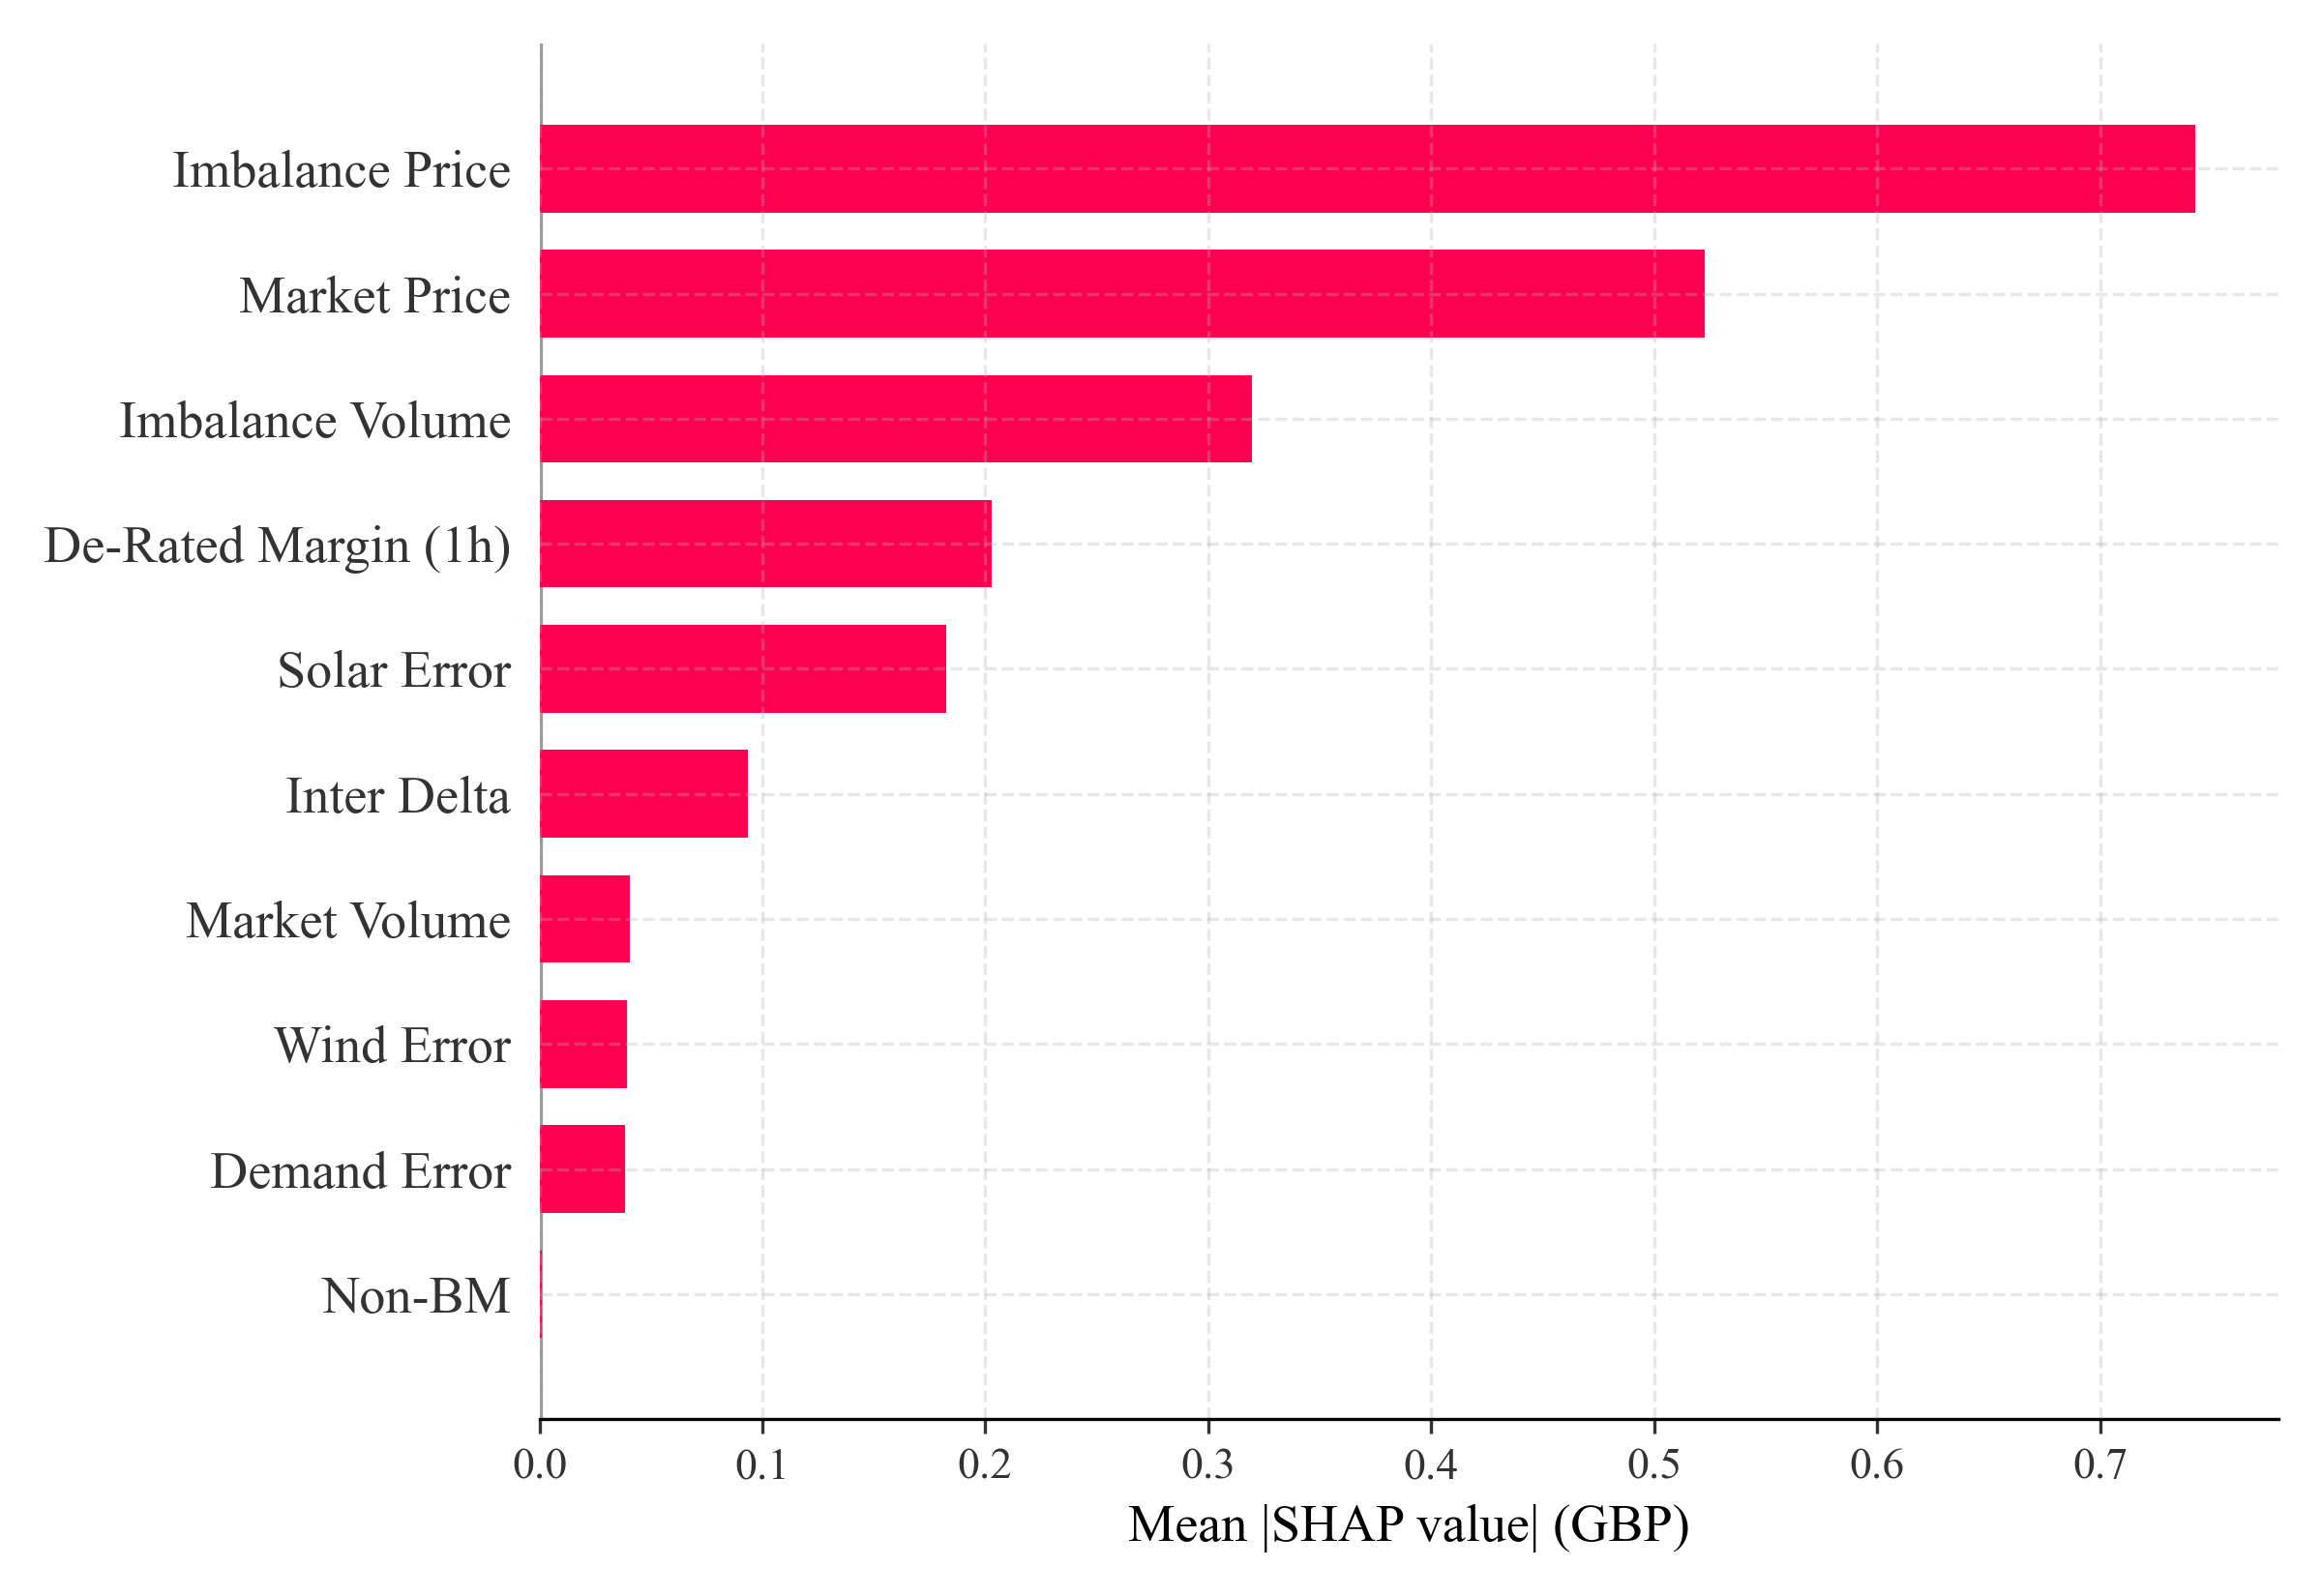 Imbalance Price
Market Price
Imbalance Volume
De-Rated Margin (1h)
Solar Error
Inter Delta
Market Volume
Wind Error
Demand Error
Non-BM
0.0 0.1 0.2 0.3 0.4 0.5 0.6 0.7
Mean |SHAP value| (GBP)